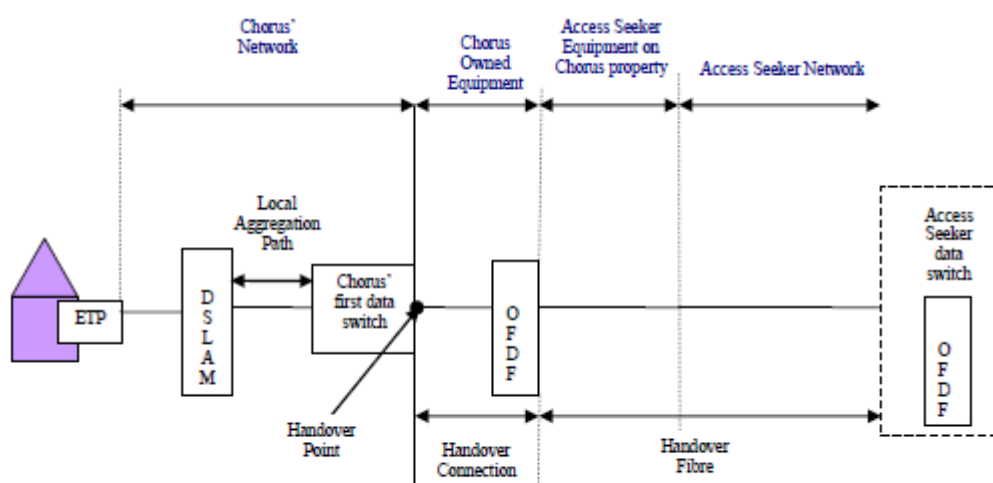 Chorus'
Network
Chorus
Owned
Equipment
Access Seeker
Equipment on
Chorus property
Access Seeker Network
Local
Aggregation
Path
Access
Seeker
data
switch
ETP
D
S
L
A
M
Chorus'
first data
switch
O
F
D
F
O
F
D
F
Handover
Point
Handover
Connection
Handover
Fibre